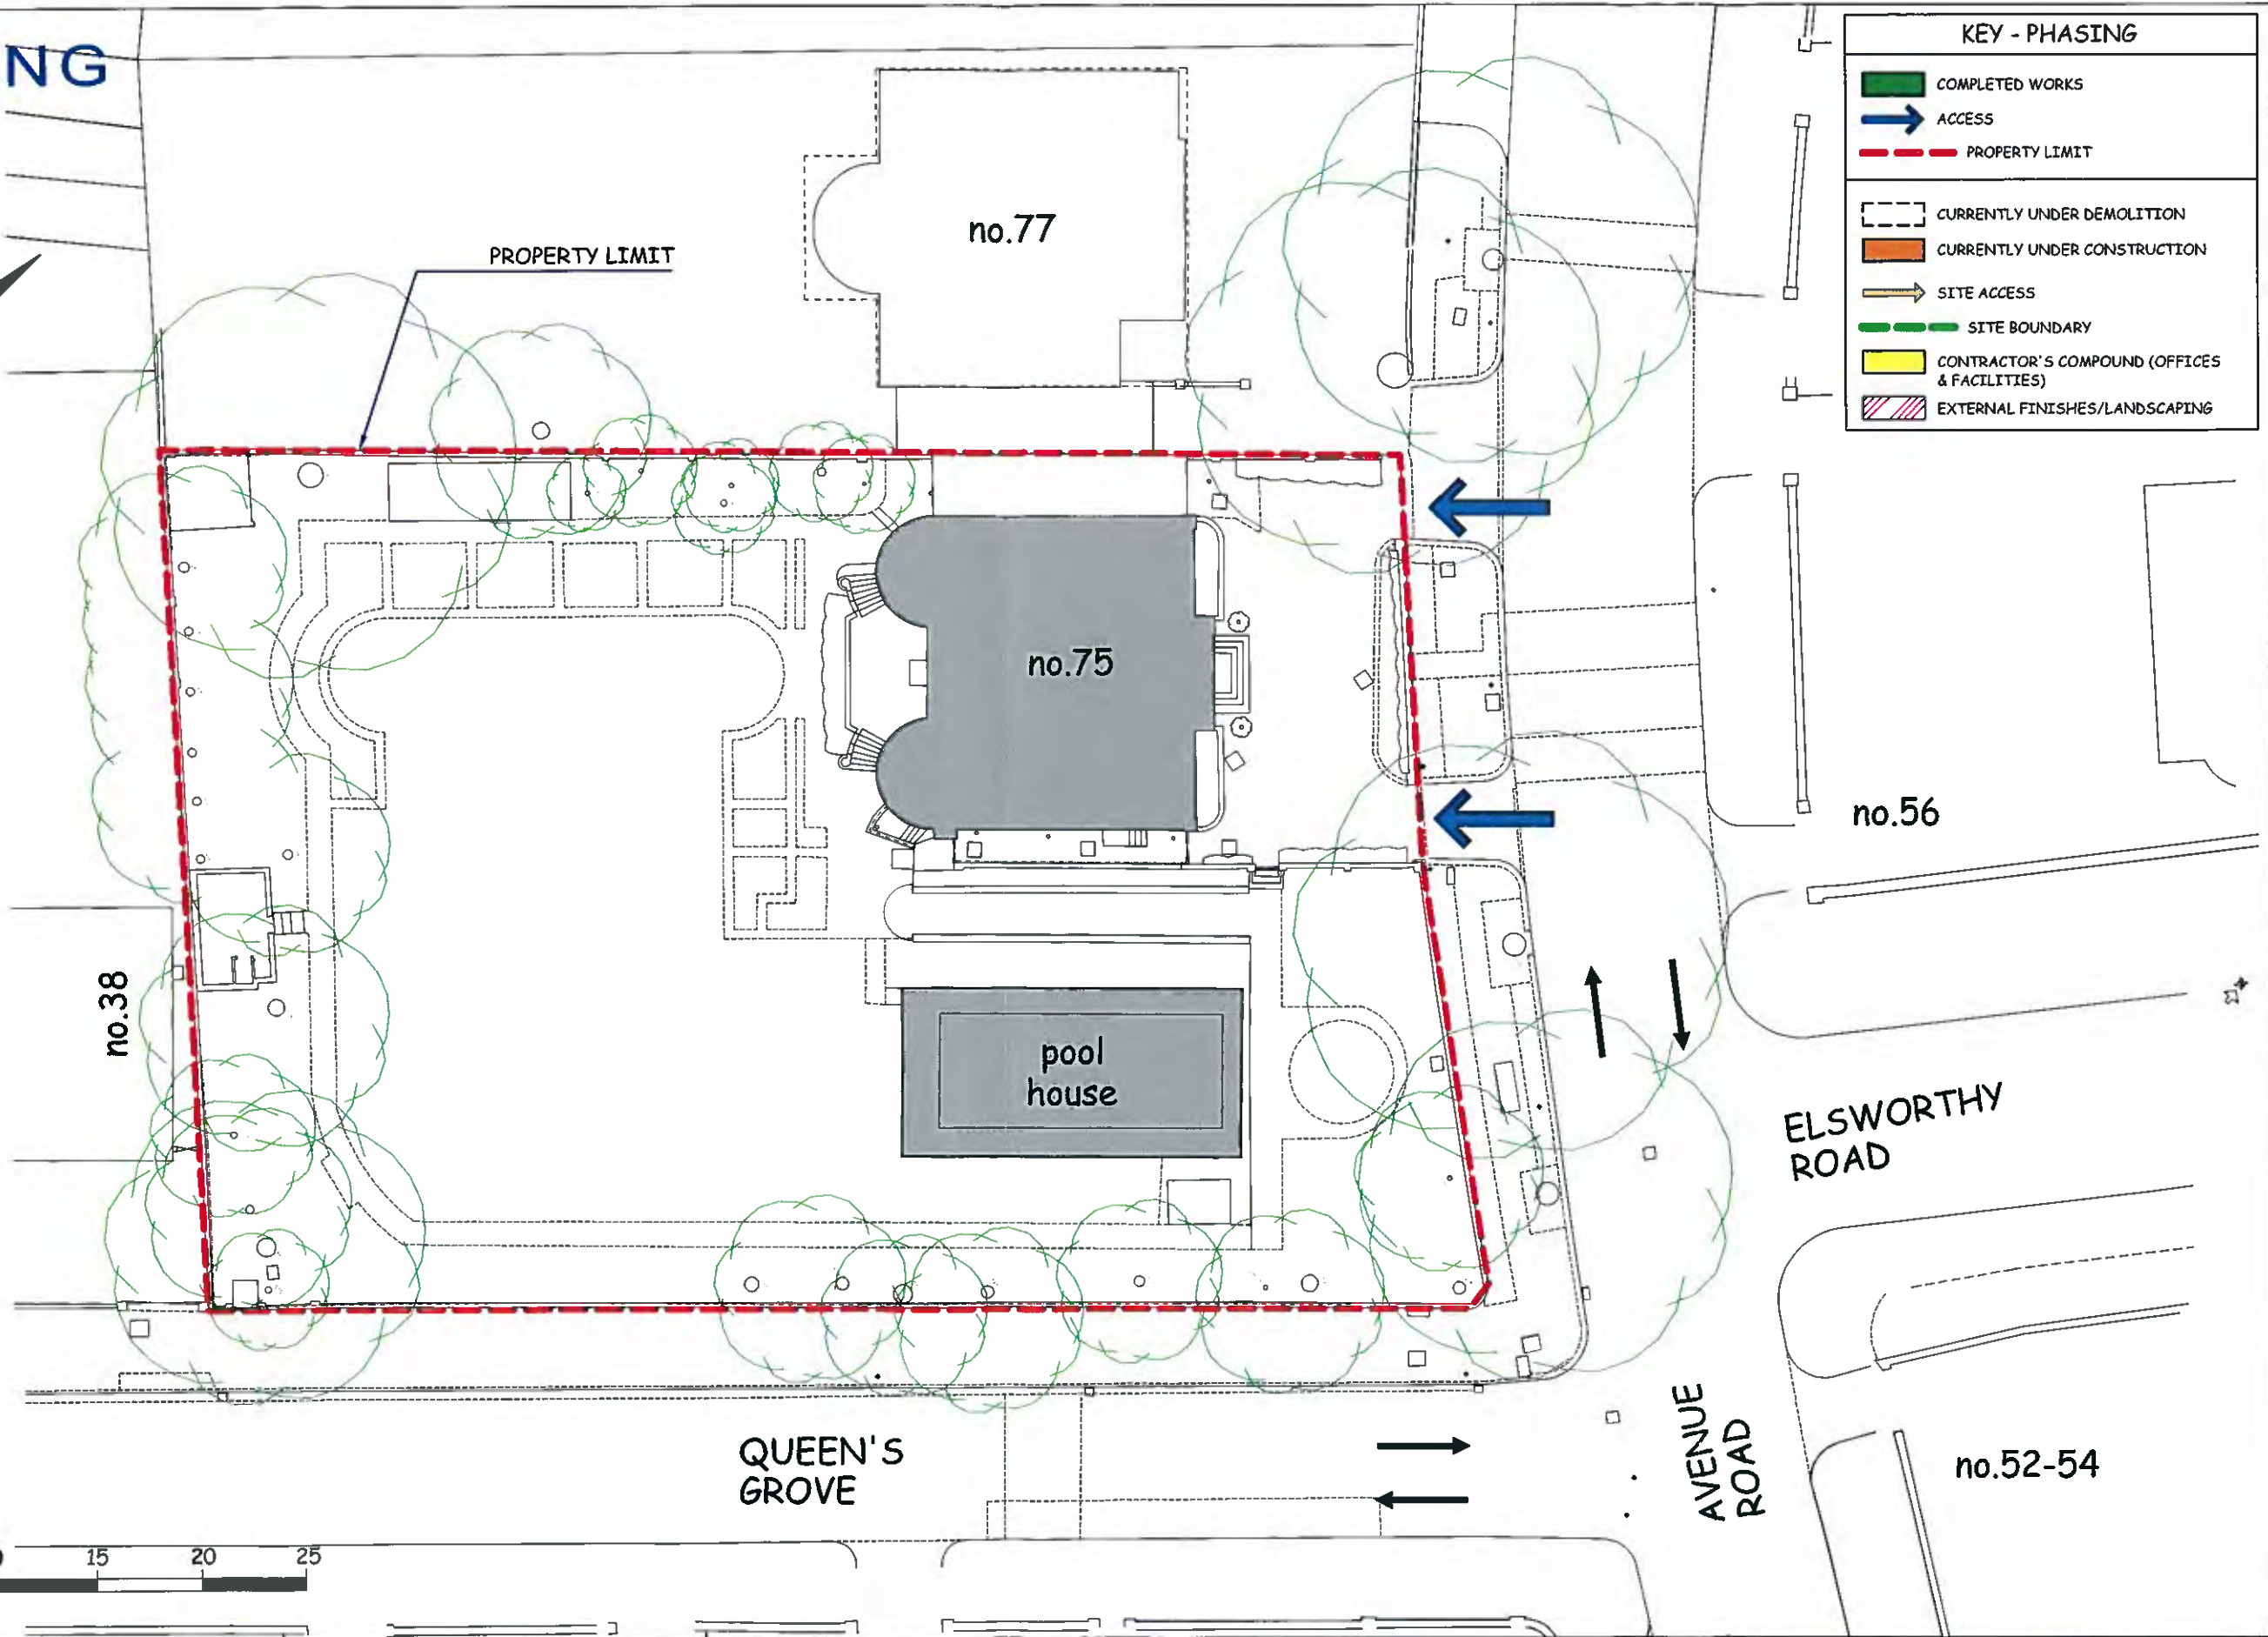 NG
KEY - PHASING
COMPLETED WORKS
ACCESS
PROPERTY LIMIT
CURRENTLY UNDER DEMOLITION
CURRENTLY UNDER CONSTRUCTION
SITE ACCESS
SITE BOUNDARY
CONTRACTOR'S COMPOUND (OFFICES
& FACILITIES)
EXTERNAL FINISHES/LANDSCAPING
no.77
PROPERTY LIMIT
no.75
no.56
no.38
pool
house
ELSWORTHY
ROAD
QUEEN'S
GROVE
AVENUE
ROAD
no.52-54
15 20 25